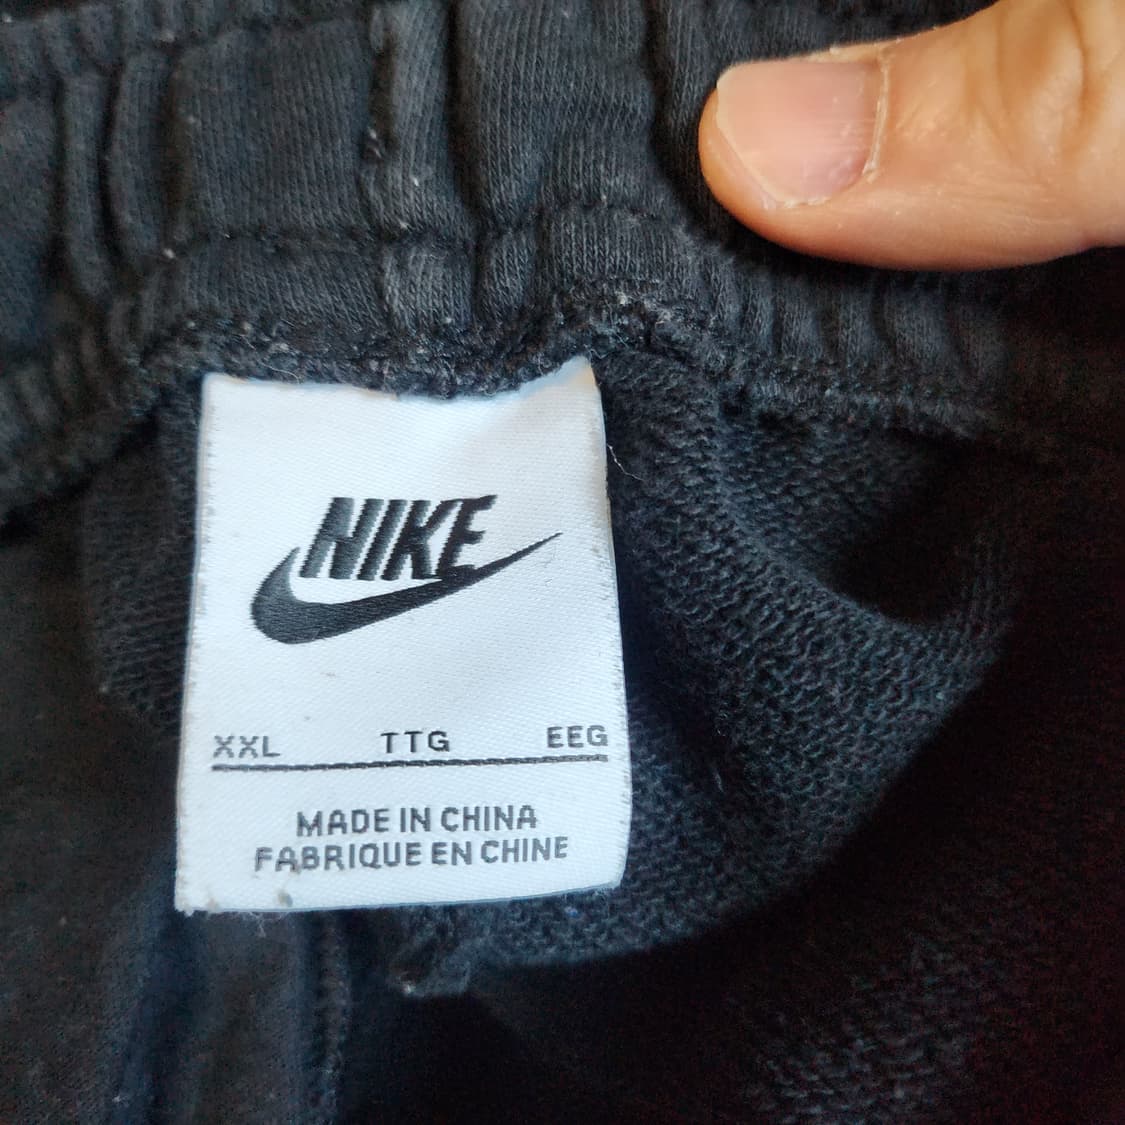 NIKE
XXL TTG EEG
MADE IN CHINA
FABRIQUE EN CHINE